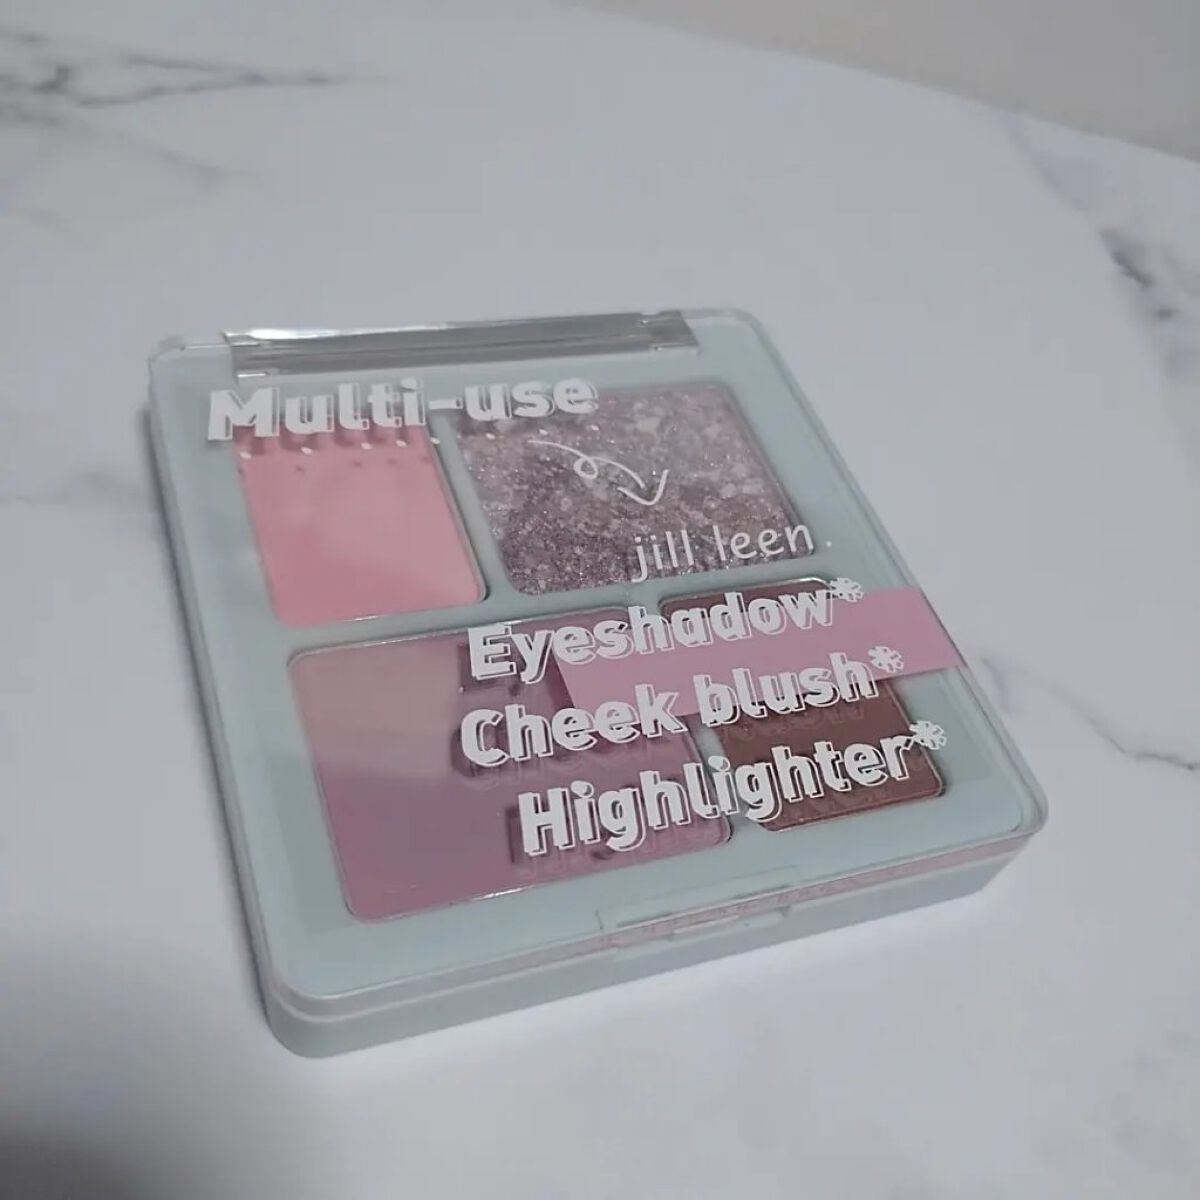 Multi-use
jill leen.
Eyeshadow*
Cheek blush*
Highlighter*